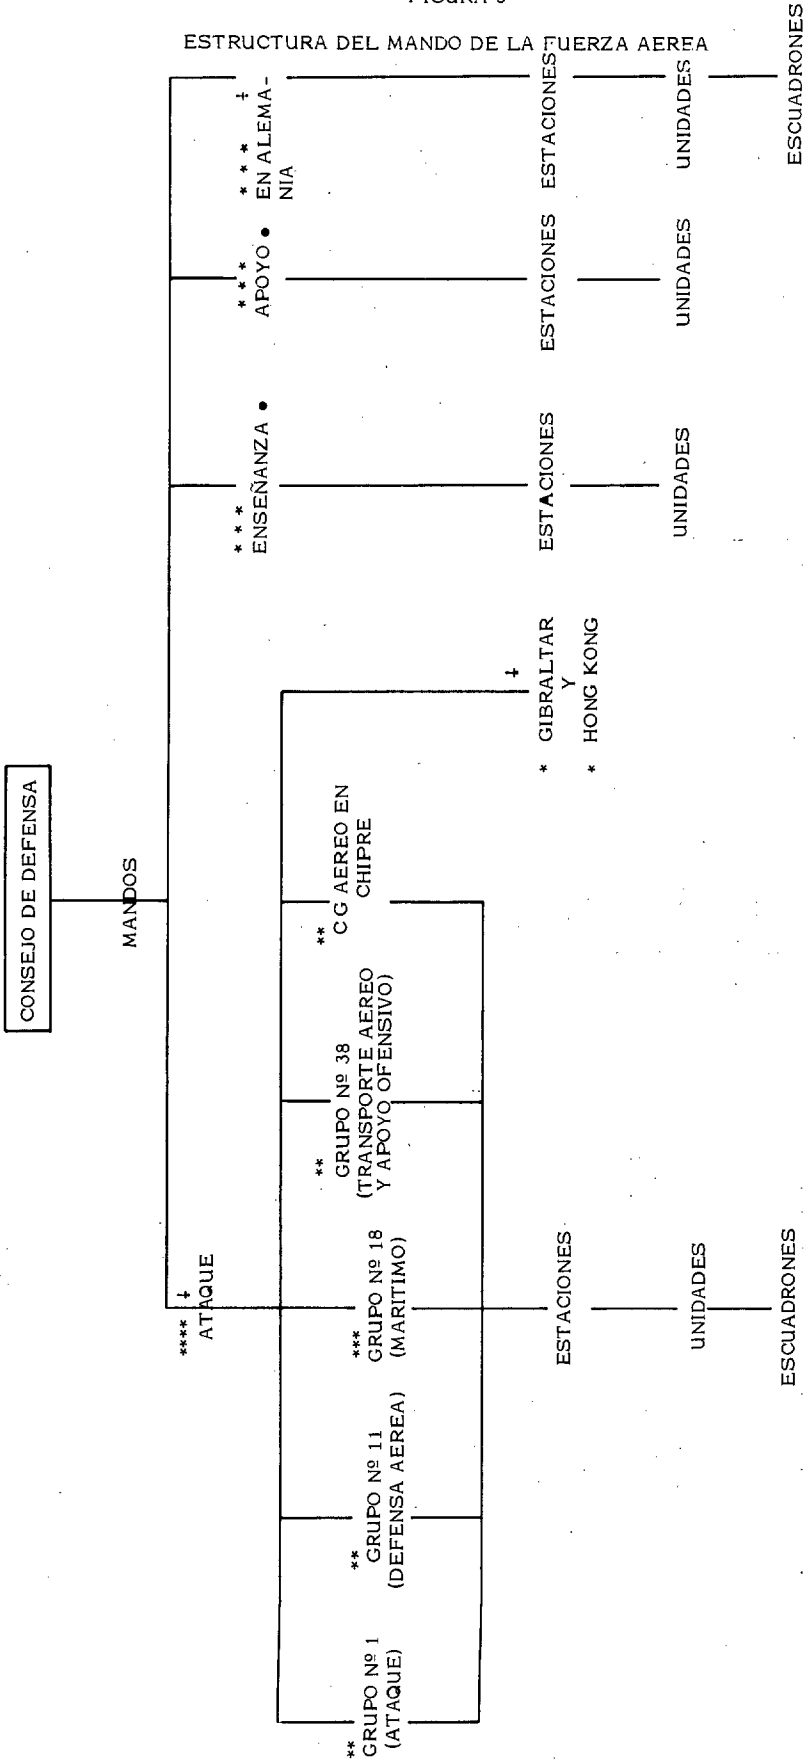 ESTRUCTURA DEL MANDO DE LA FUERZA AEREA
CONSEJO DE DEFENSA
MANDOS
**** †
ATAQUE
***
ENSEÑANZA •
***
APOYO •
*** †
EN ALEMA-
NIA
**
GRUPO Nº 1
(ATAQUE)
**
GRUPO Nº 11
(DEFENSA AEREA)
***
GRUPO Nº 18
(MARITIMO)
**
GRUPO Nº 38
(TRANSPORTE AEREO
Y APOYO OFENSIVO)
**
CG AEREO EN
CHIPRE
†
* GIBRALTAR
Y
* HONG KONG
ESTACIONES
UNIDADES
ESCUADRONES
ESTACIONES
UNIDADES
ESTACIONES
UNIDADES
ESTACIONES
UNIDADES
ESCUADRONES